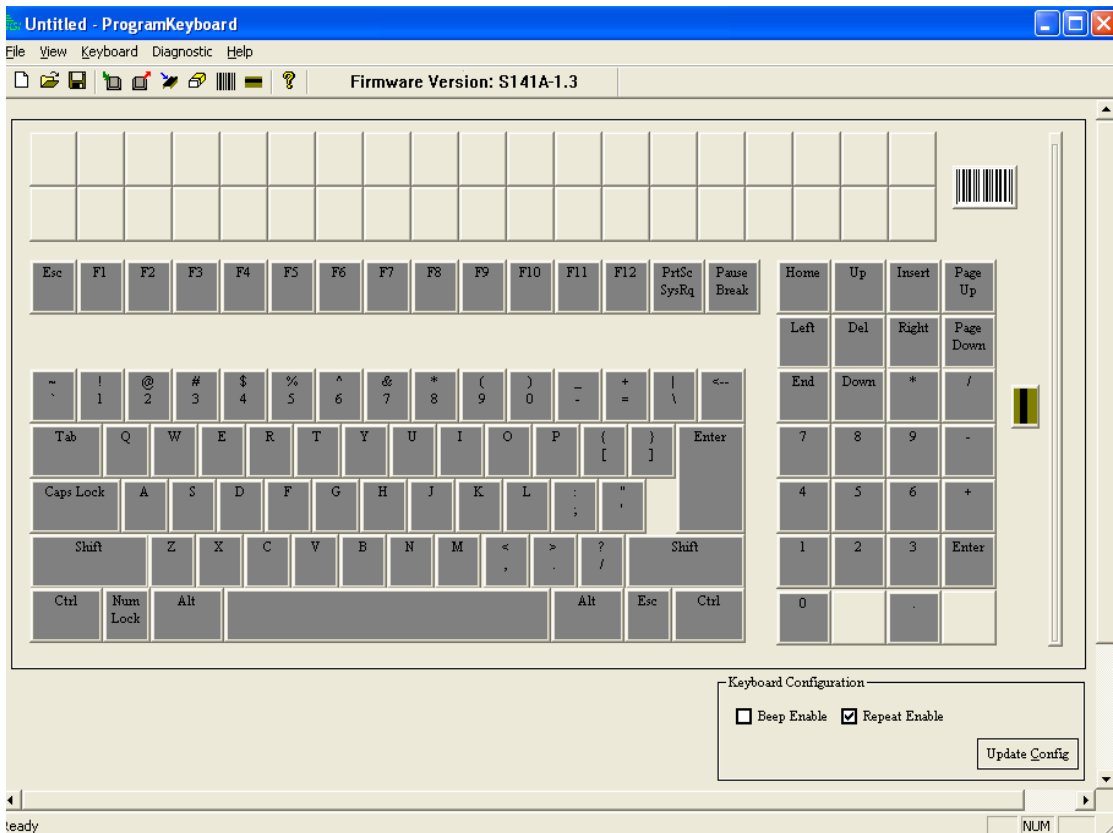 Untitled - ProgramKeyboard
File View Keyboard Diagnostic Help
Firmware Version: S141A-1.3
Esc F1 F2 F3 F4 F5 F6 F7 F8 F9 F10 F11 F12 PrtSc SysRq Pause Break Home Up Insert Page Up
Left Del Right Page Down
~ ! @ # $ % ^ & * ( ) _ + | <-- End Down * /
` 1 2 3 4 5 6 7 8 9 0 - = \
Tab Q W E R T Y U I O P { } Enter 7 8 9 -
[ ]
Caps Lock A S D F G H J K L : " 4 5 6 +
; '
Shift Z X C V B N M < > ? Shift 1 2 3 Enter
, . /
Ctrl Num Lock Alt Alt Esc Ctrl 0 .
Keyboard Configuration
Beep Enable Repeat Enable
Update Config
NUM